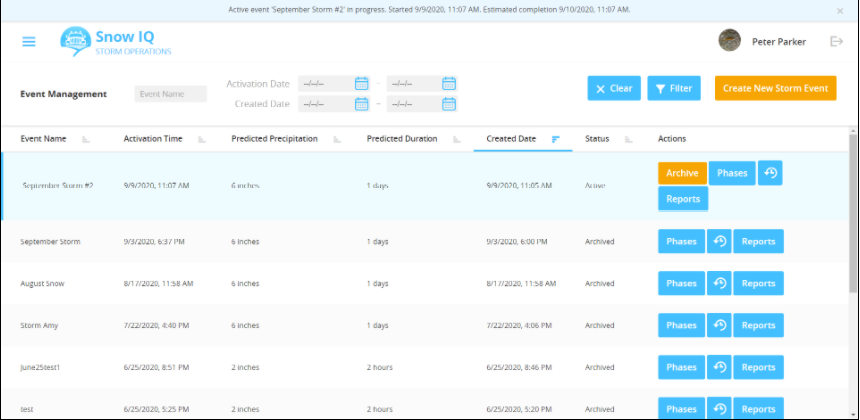 Active event 'September Storm #2' in progress. Started 9/9/2020, 11:07 AM. Estimated completion 9/10/2020, 11:07 AM.
Snow IQ
STORM OPERATIONS
Peter Parker
Event Management
Event Name
Activation Date --/--/-- – --/--/--
Created Date --/--/-- – --/--/--
Clear
Filter
Create New Storm Event
Event Name Activation Time Predicted Precipitation Predicted Duration Created Date Status Actions
September Storm #2 9/9/2020, 11:07 AM 6 inches 1 days 9/9/2020, 11:05 AM Active Archive Phases
Reports
September Storm 9/3/2020, 6:37 PM 6 inches 1 days 9/3/2020, 6:00 PM Archived Phases Reports
August Snow 8/17/2020, 11:58 AM 6 inches 1 days 8/17/2020, 11:58 AM Archived Phases Reports
Storm Amy 7/22/2020, 4:40 PM 6 inches 1 days 7/22/2020, 4:06 PM Archived Phases Reports
June25test1 6/25/2020, 8:51 PM 2 inches 2 hours 6/25/2020, 8:46 PM Archived Phases Reports
test 6/25/2020, 5:25 PM 2 inches 2 hours 6/25/2020, 5:20 PM Archived Phases Reports